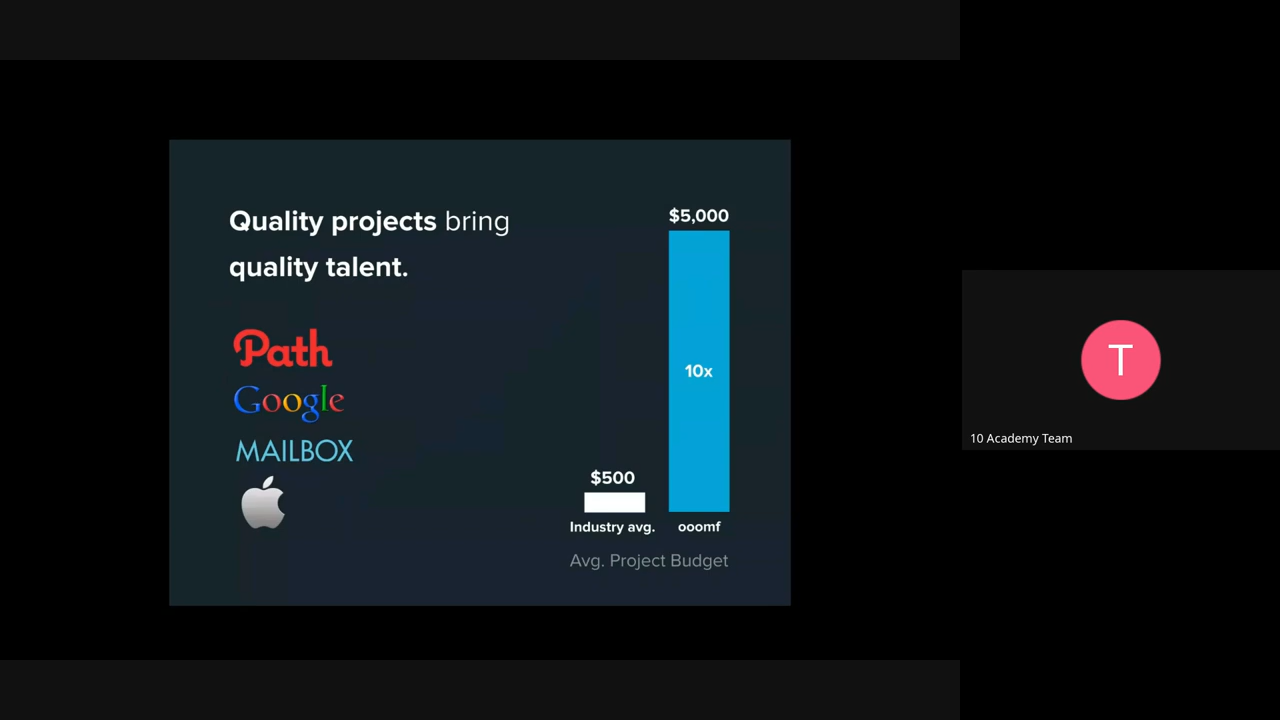 Quality projects bring
quality talent.
Path
Google
MAILBOX
$5,000
10x
$500
Industry avg.
ooomf
Avg. Project Budget
T
10 Academy Team